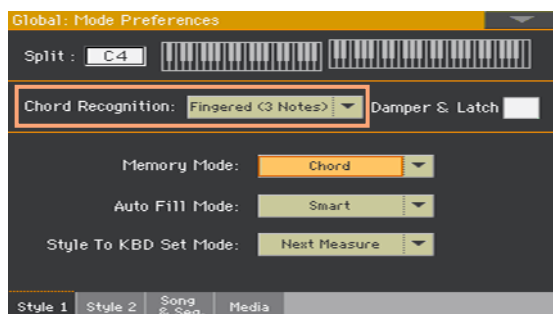 Global: Mode Preferences
Split : C4
Chord Recognition: Fingered (3 Notes) Damper & Latch
Memory Mode: Chord
Auto Fill Mode: Smart
Style To KBD Set Mode: Next Measure
Style 1 Style 2 Song & Seq. Media